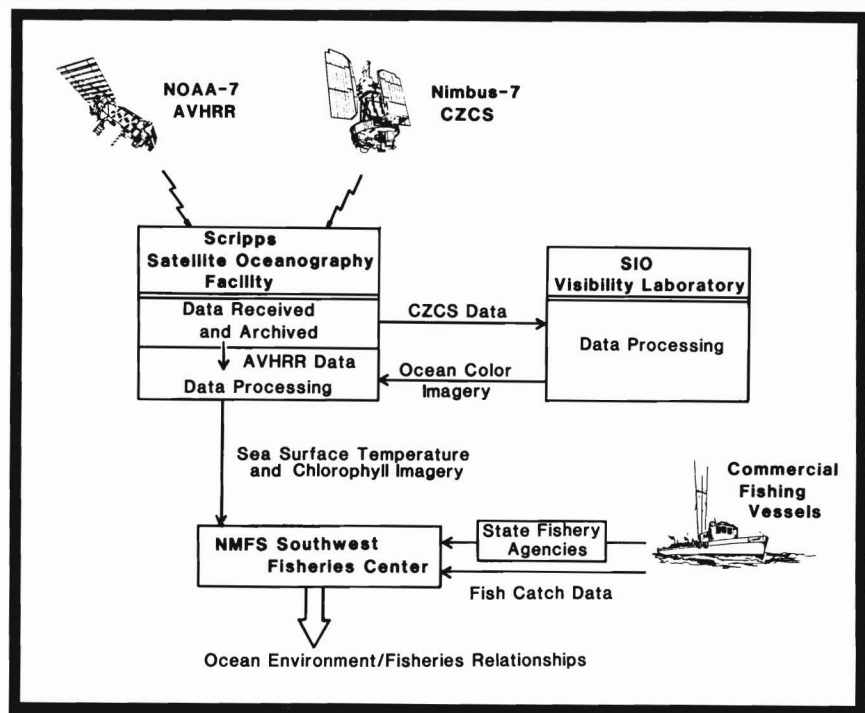 NOAA-7
AVHRR
Nimbus-7
CZCS
Scripps
Satellite Oceanography
Facility
Data Received
and Archived
AVHRR Data
Data Processing
CZCS Data
Ocean Color
Imagery
SIO
Visibility Laboratory
Data Processing
Sea Surface Temperature
and Chlorophyll Imagery
Commercial
Fishing
Vessels
State Fishery
Agencies
NMFS Southwest
Fisheries Center
Fish Catch Data
Ocean Environment/Fisheries Relationships